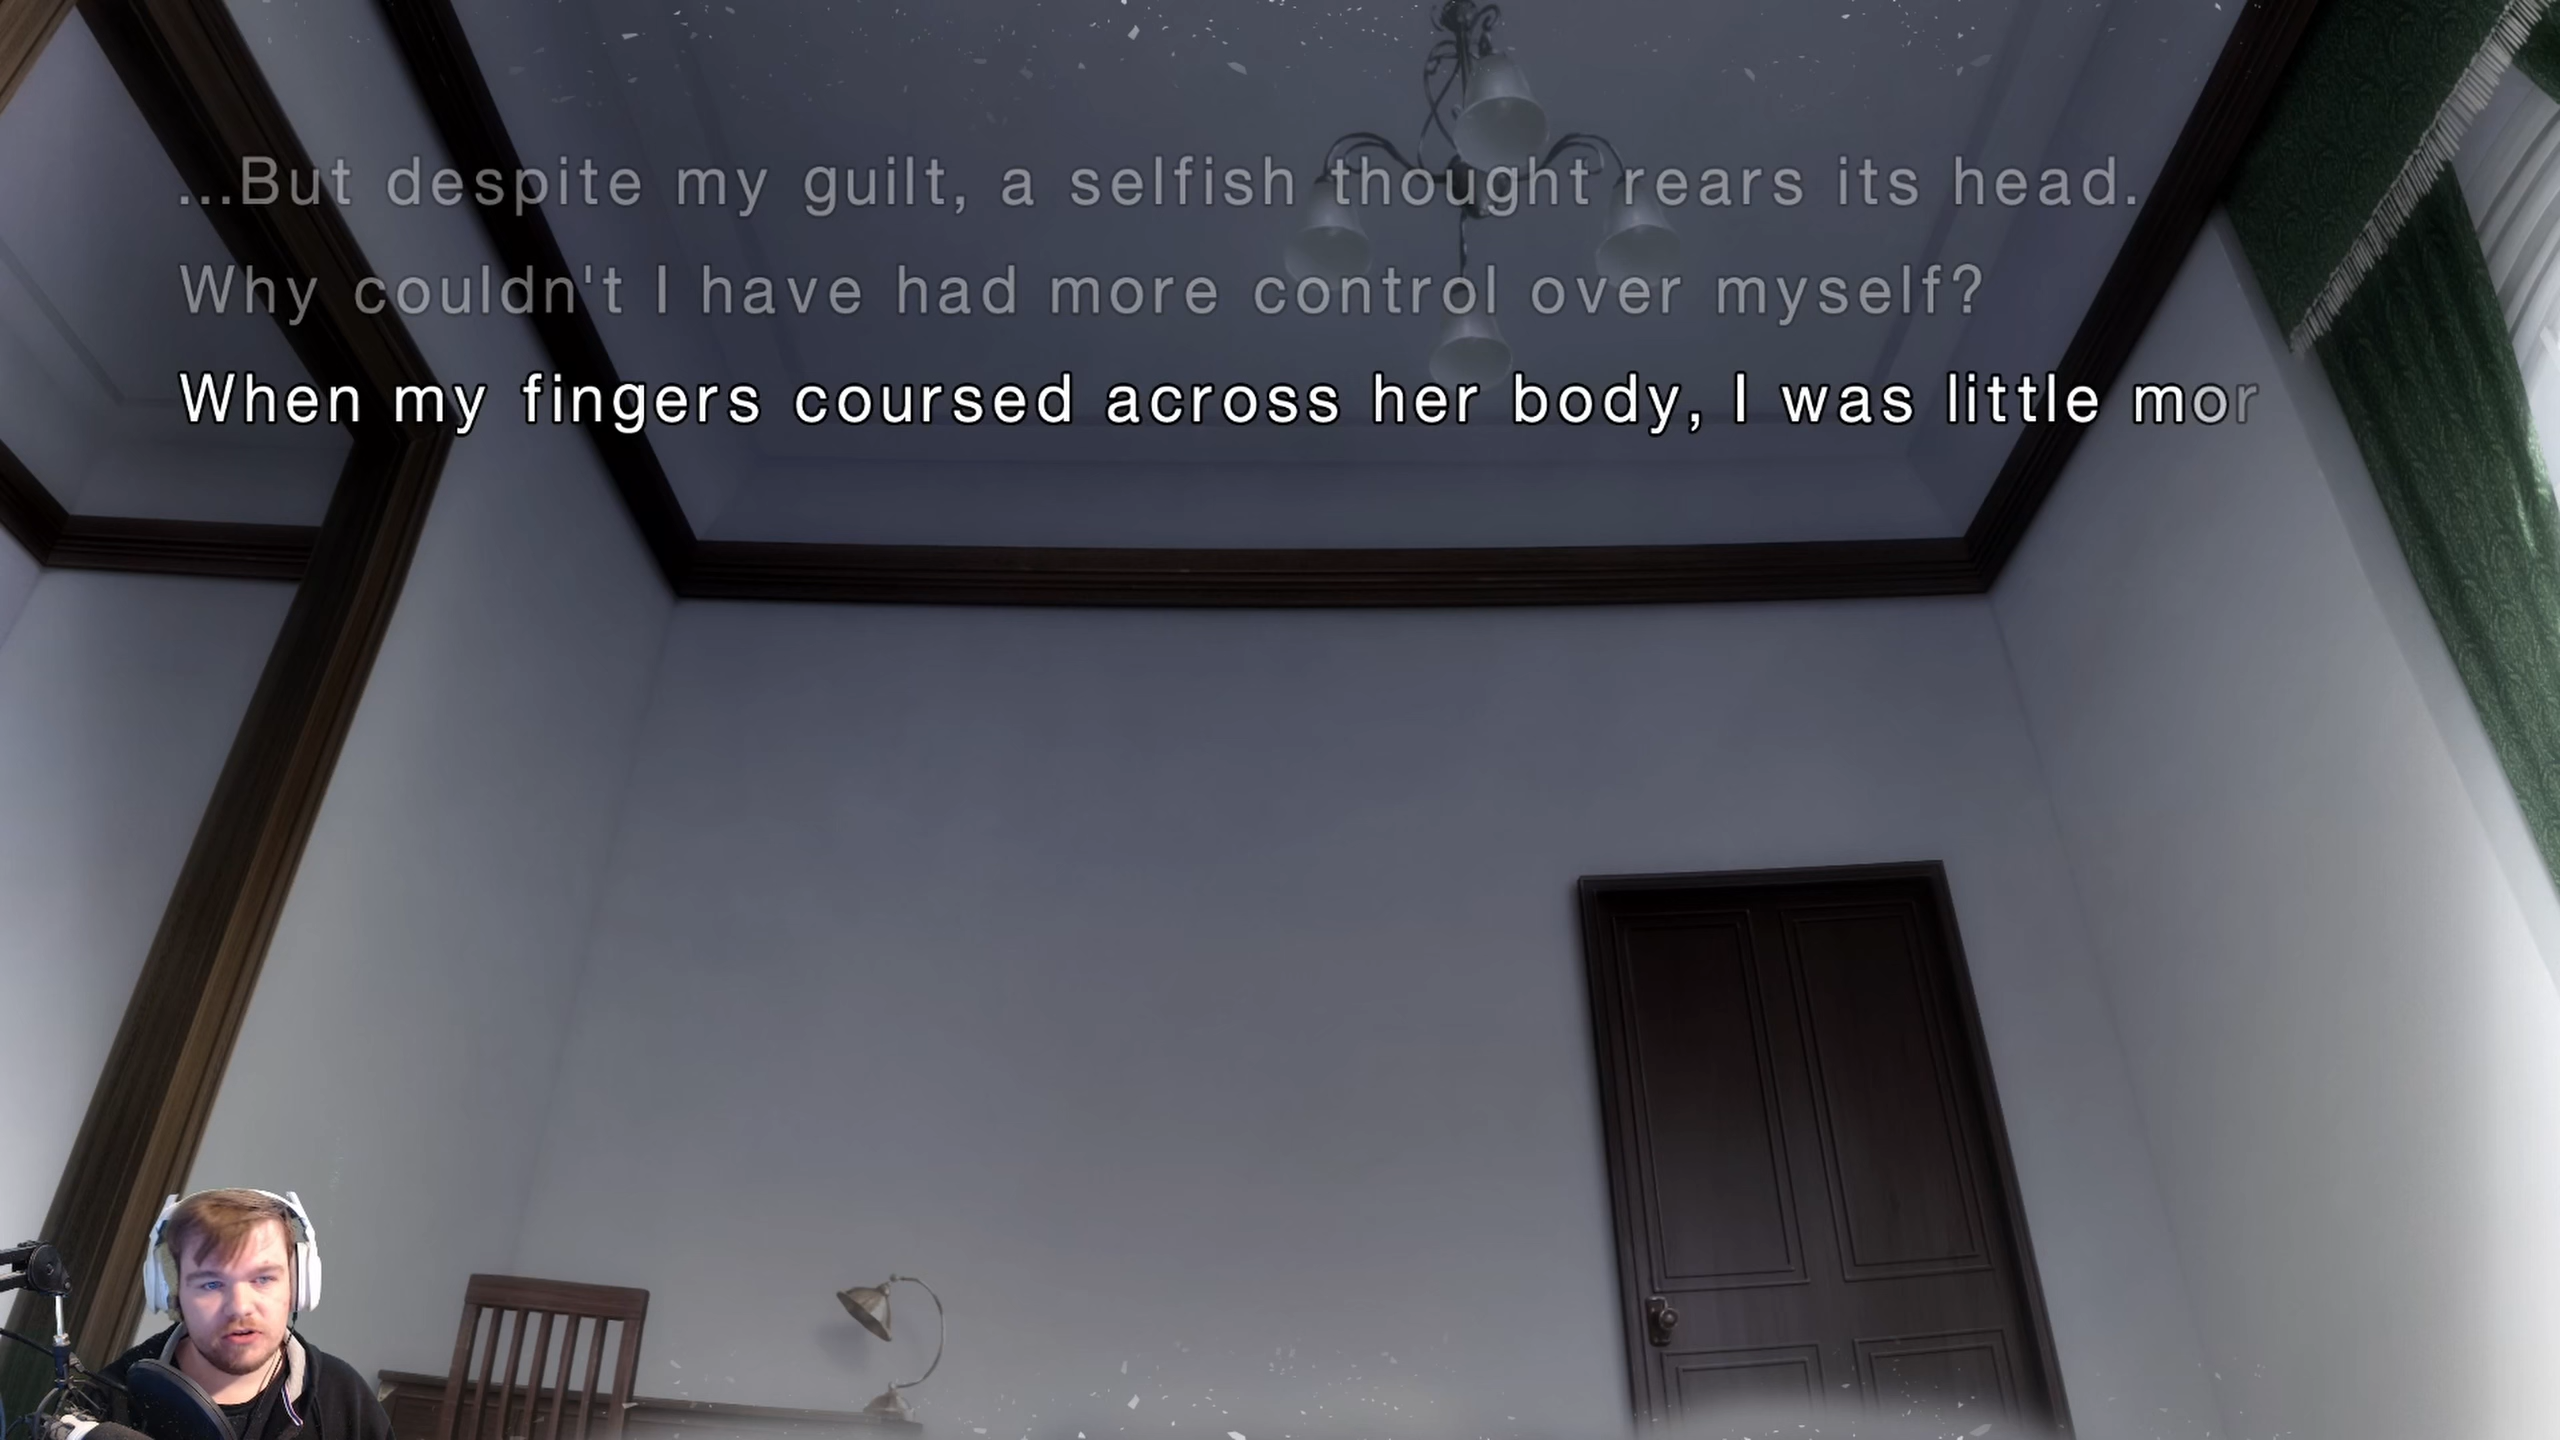 ...But despite my guilt, a selfish thought rears its head.
Why couldn't I have had more control over myself?
When my fingers coursed across her body, I was little mor